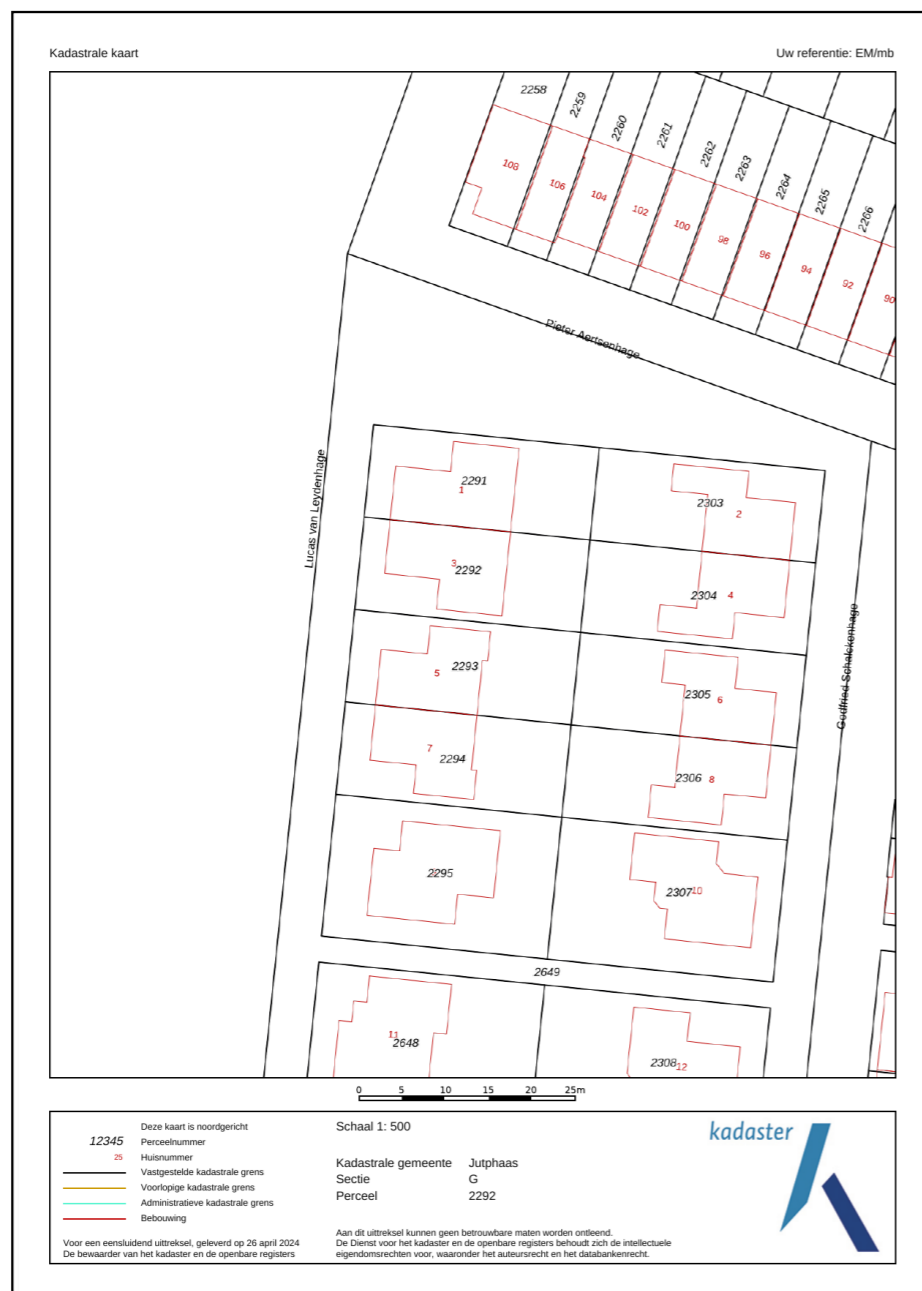 Kadastrale kaart
Uw referentie: EM/mb
2258
2259
2260
2261
2262
2263
2264
2265
2266
108
106
104
102
100
98
96
94
92
90
Pieter Aertsenhage
Lucas van Leydenhage
Godfried Schalckenhage
2291
1
2303
2
3
2292
2304
4
2293
5
2305
6
7
2294
2306
8
2295
2307
10
2649
11
2648
2308
12
0 5 10 15 20 25m
Deze kaart is noordgericht
12345 Perceelnummer
25 Huisnummer
Vastgestelde kadastrale grens
Voorlopige kadastrale grens
Administratieve kadastrale grens
Bebouwing
Voor een eensluidend uittreksel, geleverd op 26 april 2024
De bewaarder van het kadaster en de openbare registers
Schaal 1: 500
Kadastrale gemeente Jutphaas
Sectie G
Perceel 2292
Aan dit uittreksel kunnen geen betrouwbare maten worden ontleend.
De Dienst voor het kadaster en de openbare registers behoudt zich de intellectuele
eigendomsrechten voor, waaronder het auteursrecht en het databankenrecht.
kadaster